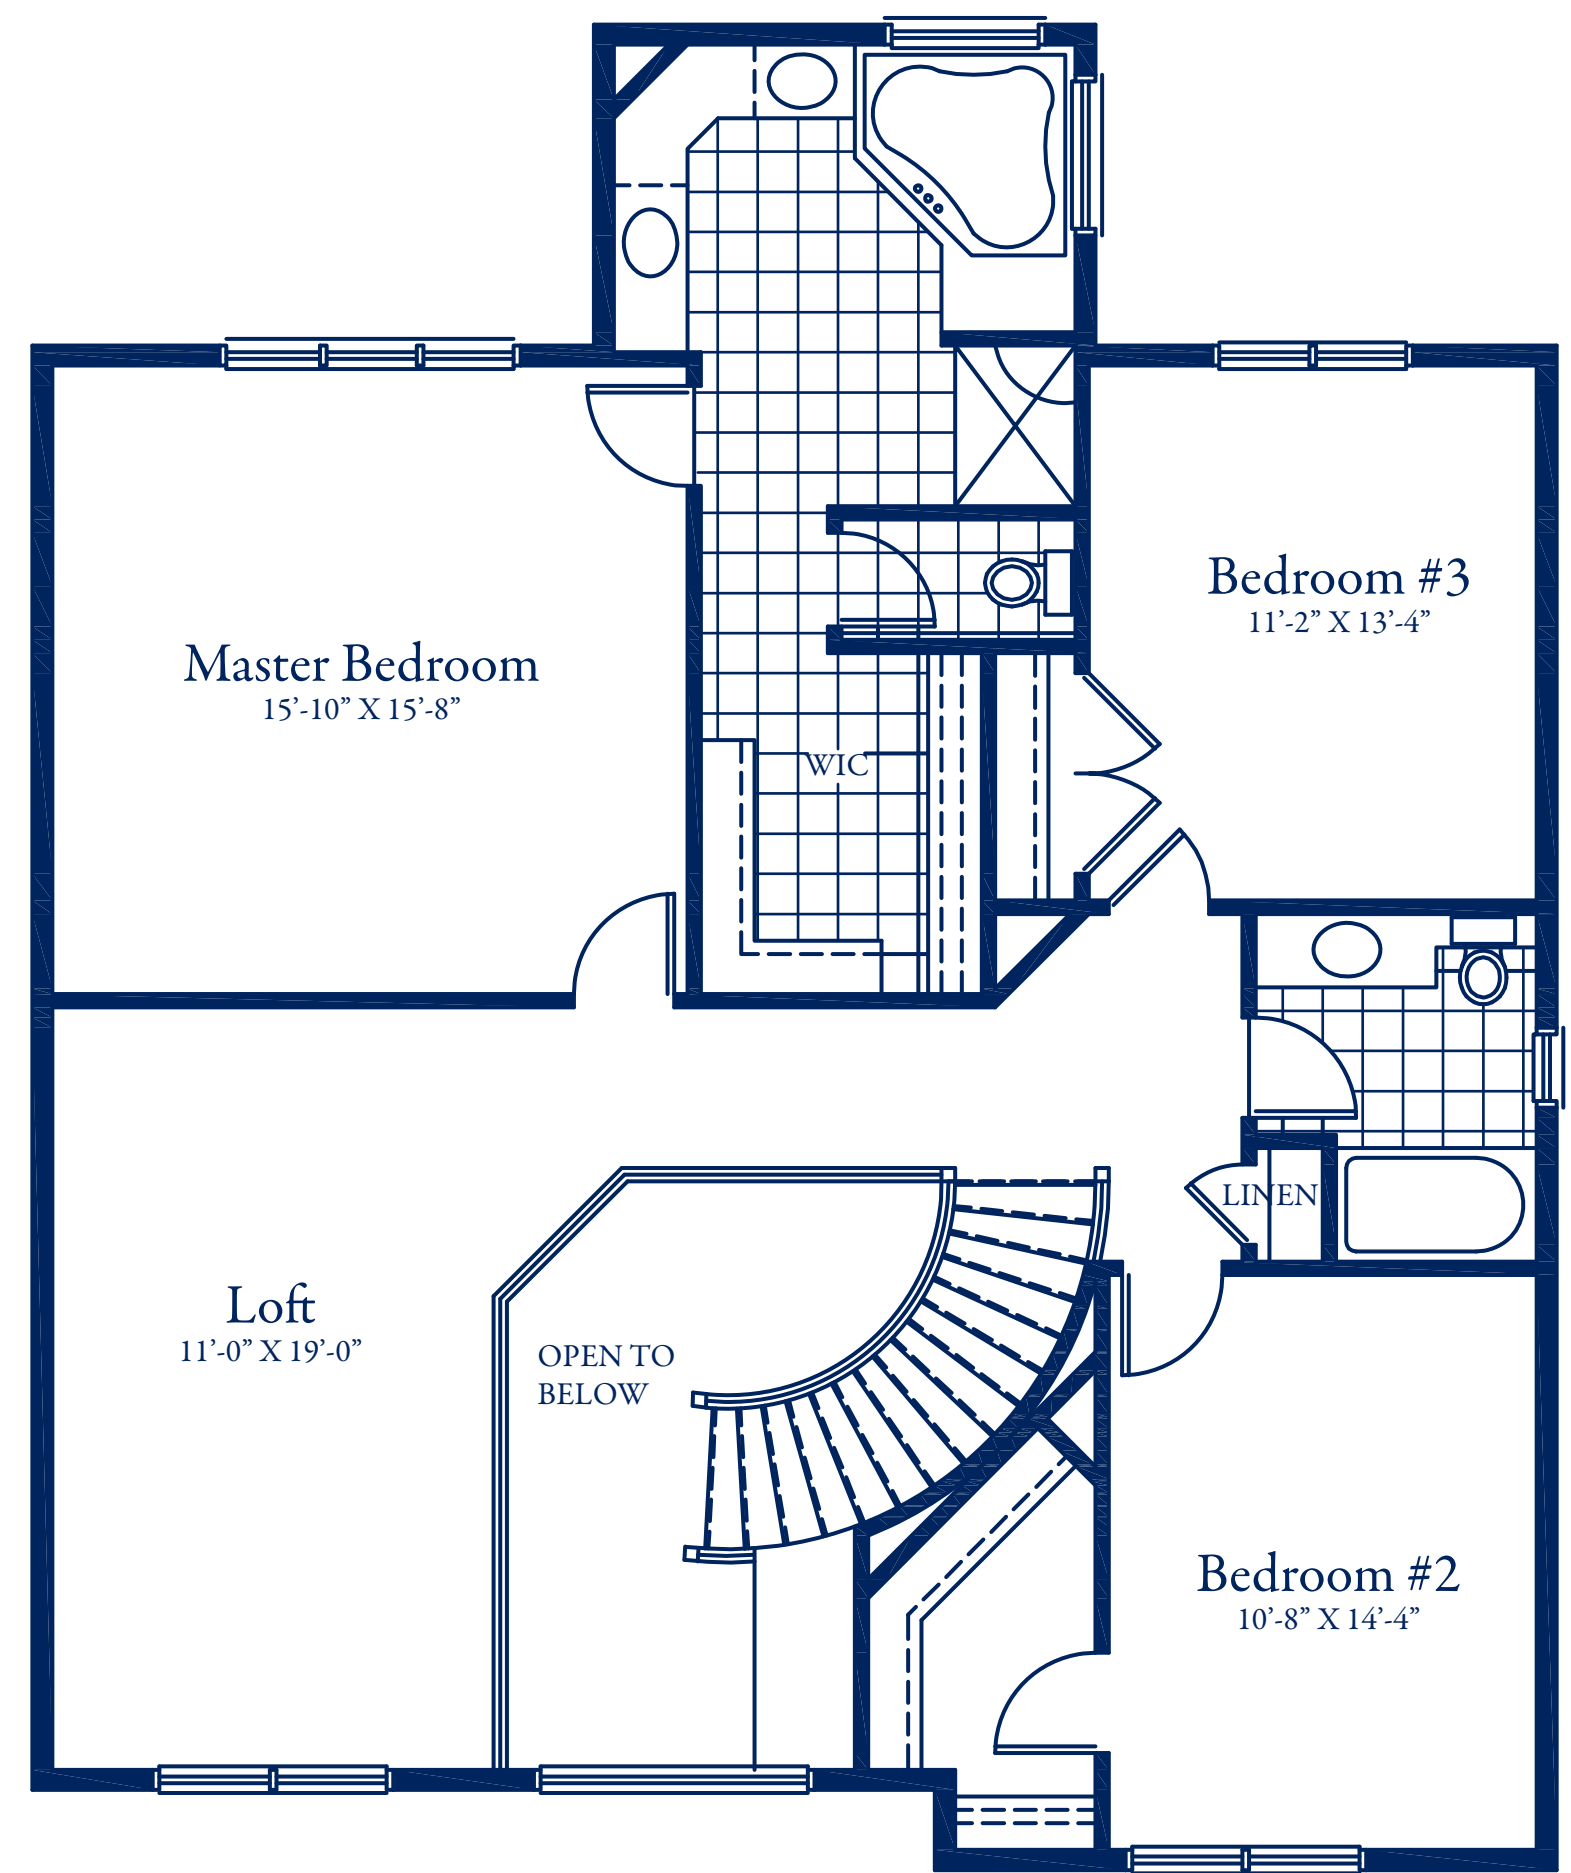 Bedroom #3
11’-2” X 13’-4”
Master Bedroom
15’-10” X 15’-8”
WIC
LINEN
Loft
11’-0” X 19’-0”
OPEN TO
BELOW
Bedroom #2
10’-8” X 14’-4”